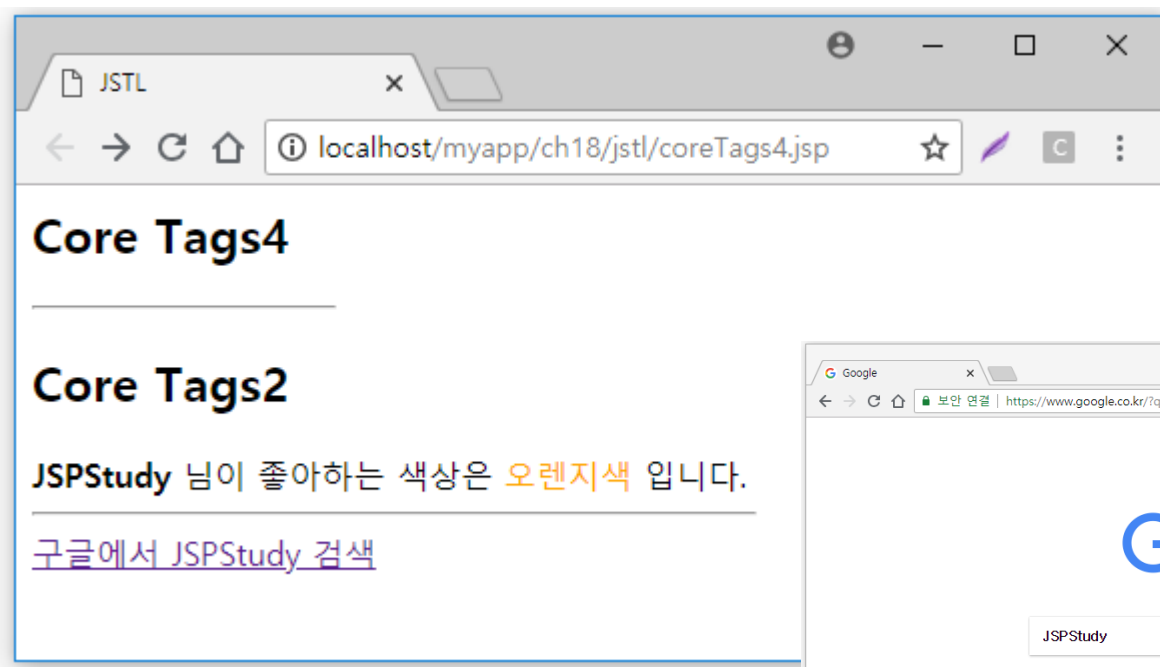 JSTL
localhost/myapp/ch18/jstl/coreTags4.jsp
C
Core Tags4
Core Tags2
JSPStudy 님이 좋아하는 색상은 오렌지색 입니다.
구글에서 JSPStudy 검색
G Google
보안 연결 | https://www.google.co.kr/?q
G
JSPStudy